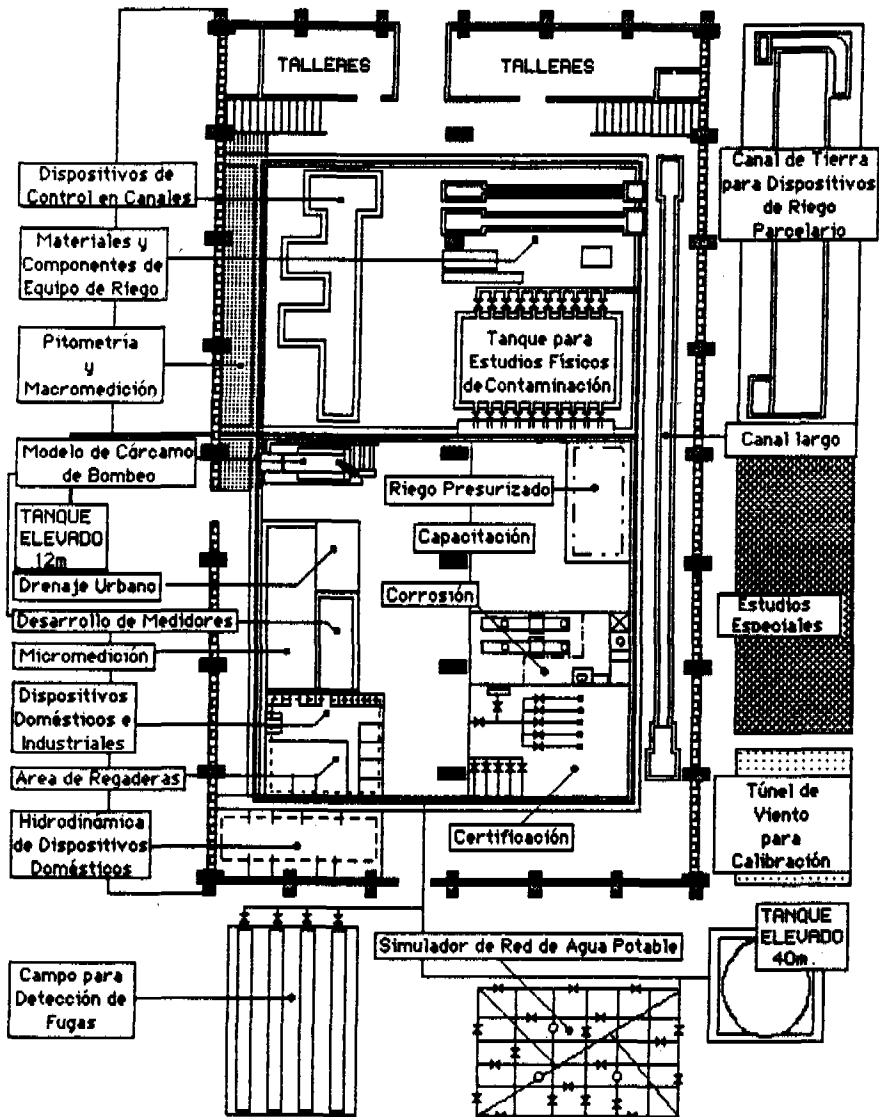 TALLERES
TALLERES
Dispositivos de
Control en Canales
Canal de Tierra
para Dispositivos
de Riego
Parcelario
Materiales y
Componentes de
Equipo de Riego
Pitometría
y
Macromedición
Tanque para
Estudios Físicos
de Contaminación
Canal largo
Modelo de Cárcamo
de Bombeo
Riego Presurizado
TANQUE
ELEVADO
12m
Capacitación
Drenaje Urbano
Corrosión
Desarrollo de Medidores
Estudios
Especiales
Micromedición
Dispositivos
Domésticos e
Industriales
Area de Regaderas
Túnel de
Viento
para
Calibración
Hidrodinámica
de Dispositivos
Domésticos
Certificación
TANQUE
ELEVADO
40m.
Simulador de Red de Agua Potable
Campo para
Detección de
Fugas